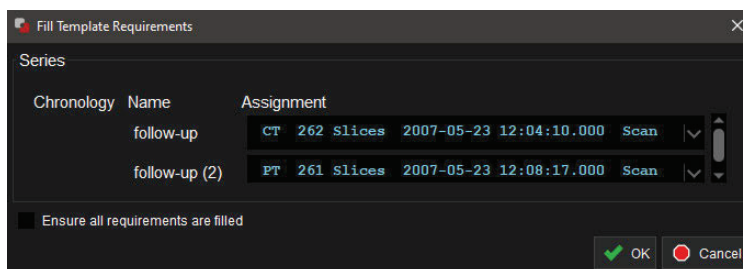 Fill Template Requirements
Series
Chronology Name Assignment
follow-up CT 262 Slices 2007-05-23 12:04:10.000 Scan
follow-up (2) PT 261 Slices 2007-05-23 12:08:17.000 Scan
Ensure all requirements are filled
OK Cancel